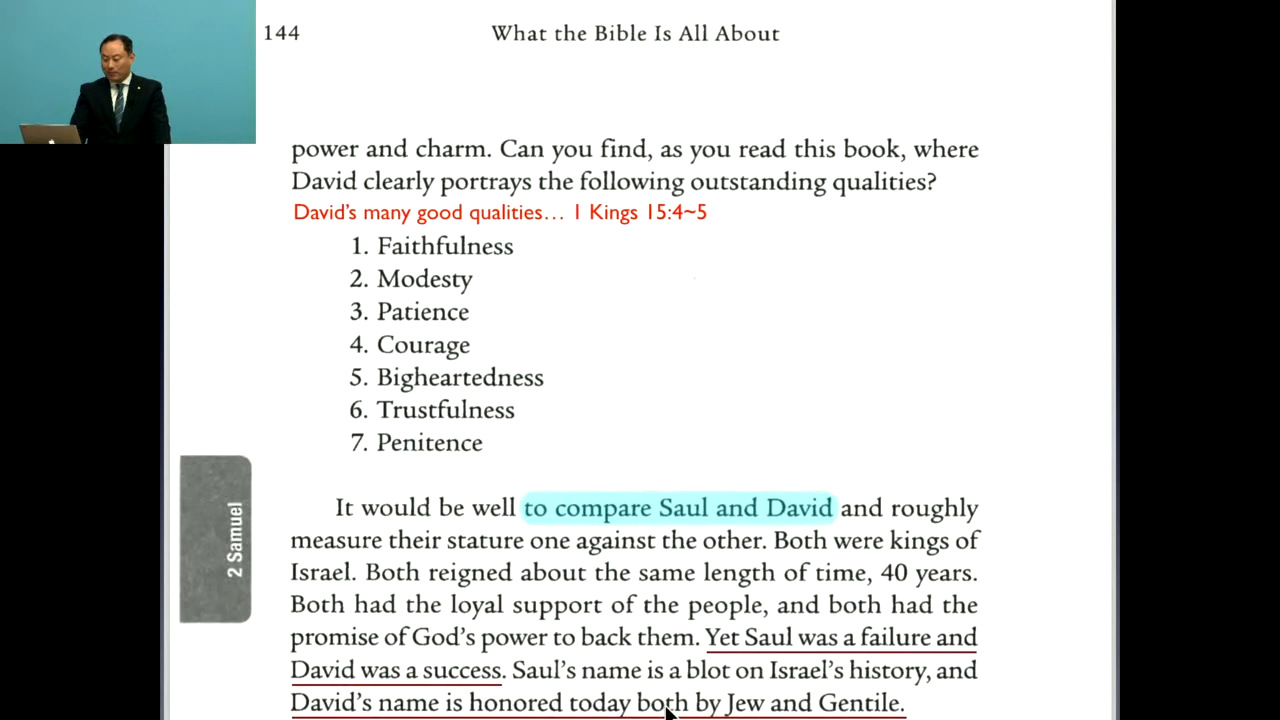 144 What the Bible Is All About
power and charm. Can you find, as you read this book, where
David clearly portrays the following outstanding qualities?
David's many good qualities... 1 Kings 15:4~5
1. Faithfulness
2. Modesty
3. Patience
4. Courage
5. Bigheartedness
6. Trustfulness
7. Penitence
It would be well to compare Saul and David and roughly
measure their stature one against the other. Both were kings of
Israel. Both reigned about the same length of time, 40 years.
Both had the loyal support of the people, and both had the
promise of God's power to back them. Yet Saul was a failure and
David was a success. Saul's name is a blot on Israel's history, and
David's name is honored today both by Jew and Gentile.
2 Samuel